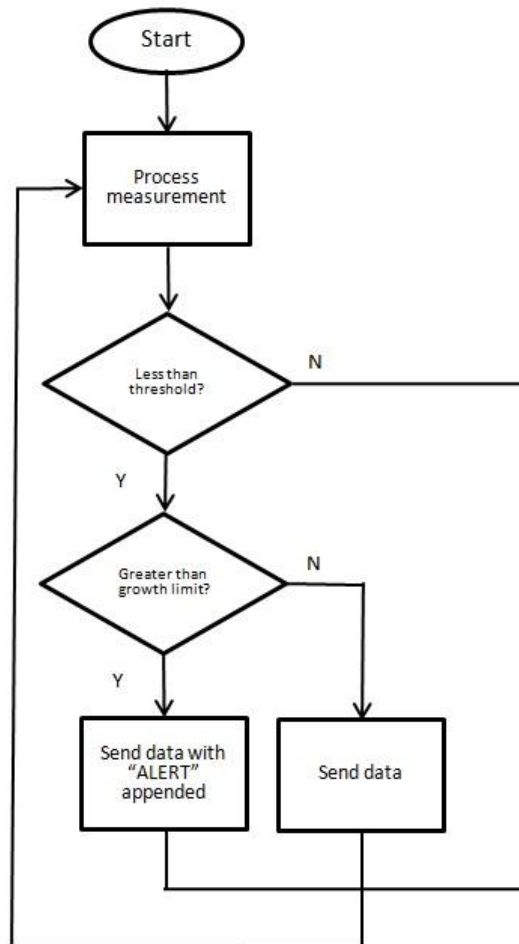 Start
Process
measurement
Less than
threshold?
N
Y
Greater than
growth limit?
N
Y
Send data with
“ALERT”
appended
Send data